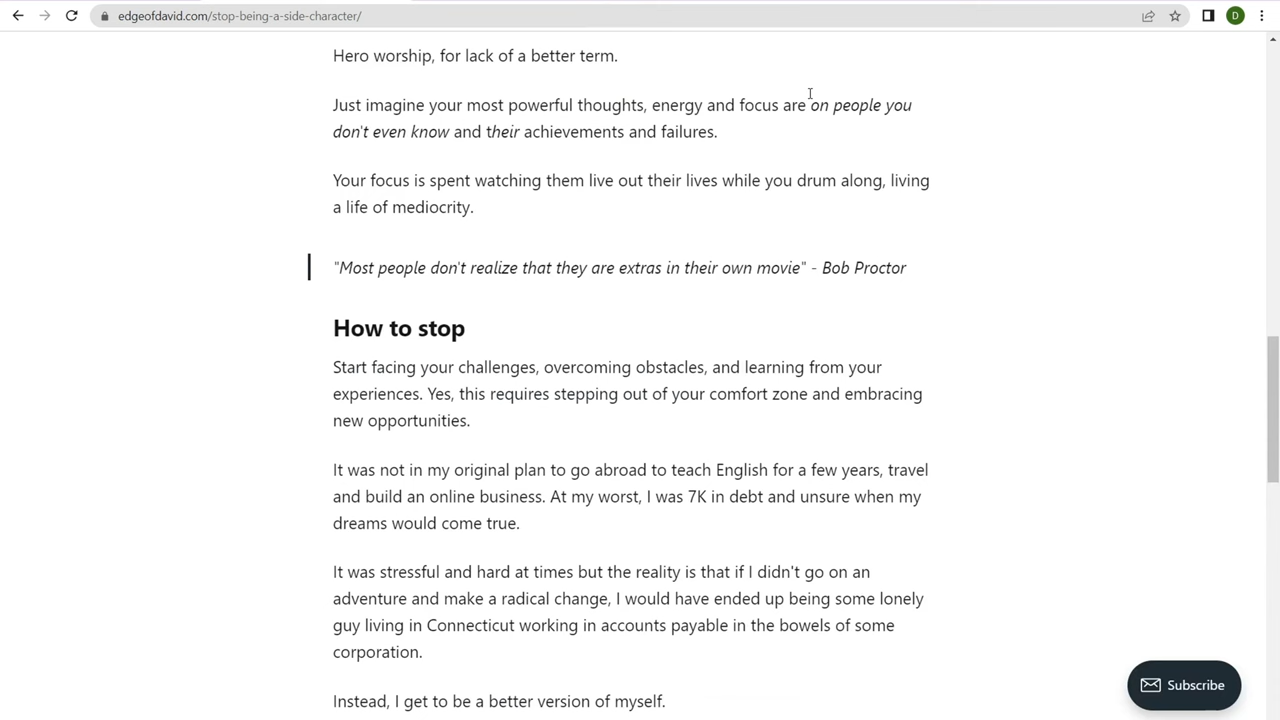 edgeofdavid.com/stop-being-a-side-character/
D
Hero worship, for lack of a better term.
Just imagine your most powerful thoughts, energy and focus are on people you
don't even know and their achievements and failures.
Your focus is spent watching them live out their lives while you drum along, living
a life of mediocrity.
"Most people don't realize that they are extras in their own movie" - Bob Proctor
How to stop
Start facing your challenges, overcoming obstacles, and learning from your
experiences. Yes, this requires stepping out of your comfort zone and embracing
new opportunities.
It was not in my original plan to go abroad to teach English for a few years, travel
and build an online business. At my worst, I was 7K in debt and unsure when my
dreams would come true.
It was stressful and hard at times but the reality is that if I didn't go on an
adventure and make a radical change, I would have ended up being some lonely
guy living in Connecticut working in accounts payable in the bowels of some
corporation.
Instead, I get to be a better version of myself.
Subscribe